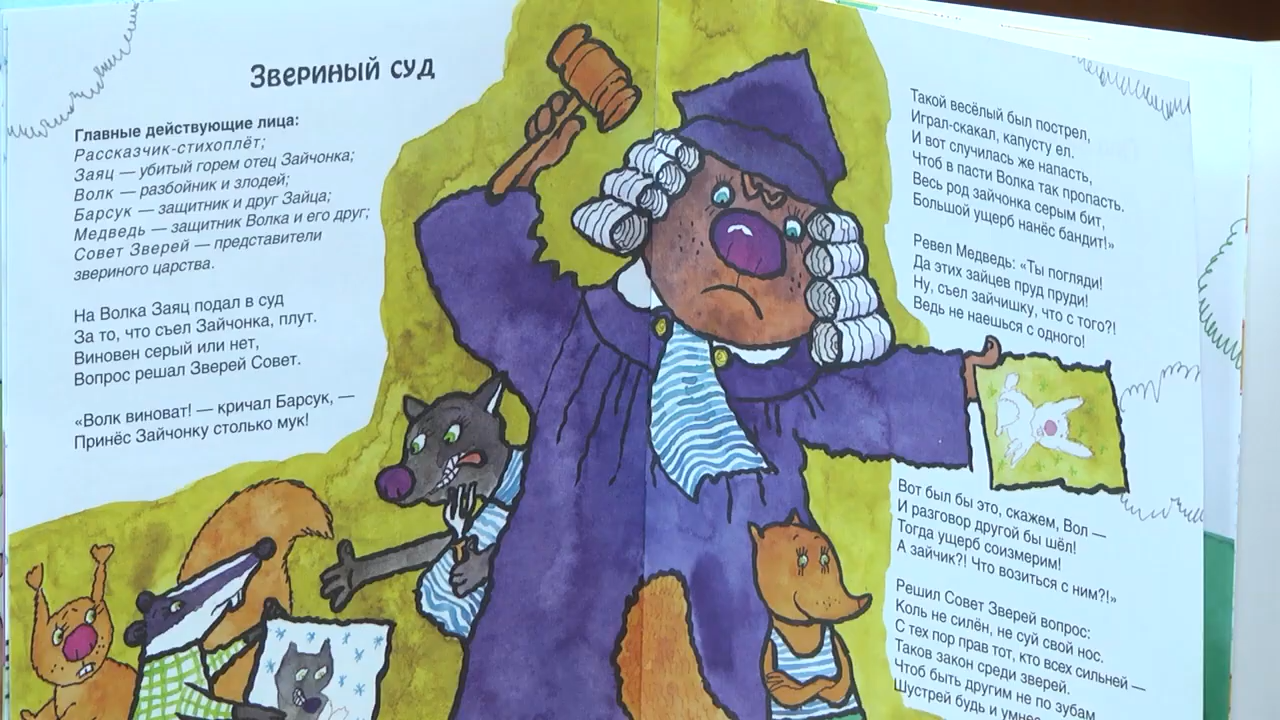 Звериный суд
Главные действующие лица:
Рассказчик-стихоплёт;
Заяц — убитый горем отец Зайчонка;
Волк — разбойник и злодей;
Барсук — защитник и друг Зайца;
Медведь — защитник Волка и его друг;
Совет Зверей — представители
звериного царства.
На Волка Заяц подал в суд
За то, что съел Зайчонка, плут.
Виновен серый или нет,
Вопрос решал Зверей Совет.
«Волк виноват! — кричал Барсук, —
Принёс Зайчонку столько мук!
Такой весёлый был пострел,
Играл-скакал, капусту ел.
И вот случилась же напасть,
Чтоб в пасти Волка так пропасть.
Весь род зайчонка серым бит,
Большой ущерб нанёс бандит!»
Ревел Медведь: «Ты погляди!
Да этих зайцев пруд пруди!
Ну, съел зайчишку, что с того?!
Ведь не наешься с одного!
Вот был бы это, скажем, Вол —
И разговор другой бы шёл!
Тогда ущерб соизмерим!
А зайчик?! Что возиться с ним?!»
Решил Совет Зверей вопрос:
Коль не силён, не суй свой нос.
С тех пор прав тот, кто всех сильней —
Таков закон среди зверей.
Чтоб быть другим не по зубам
Шустрей будь и